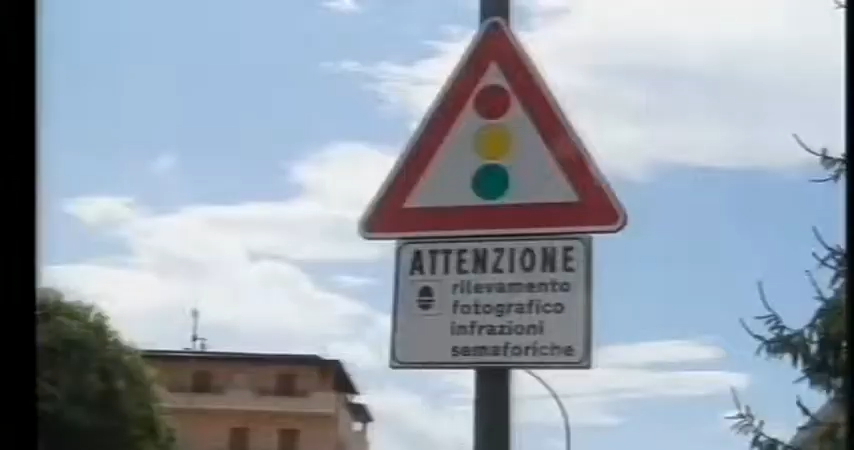 ATTENZIONE
rilevamento
fotografico
infrazioni
semaforiche